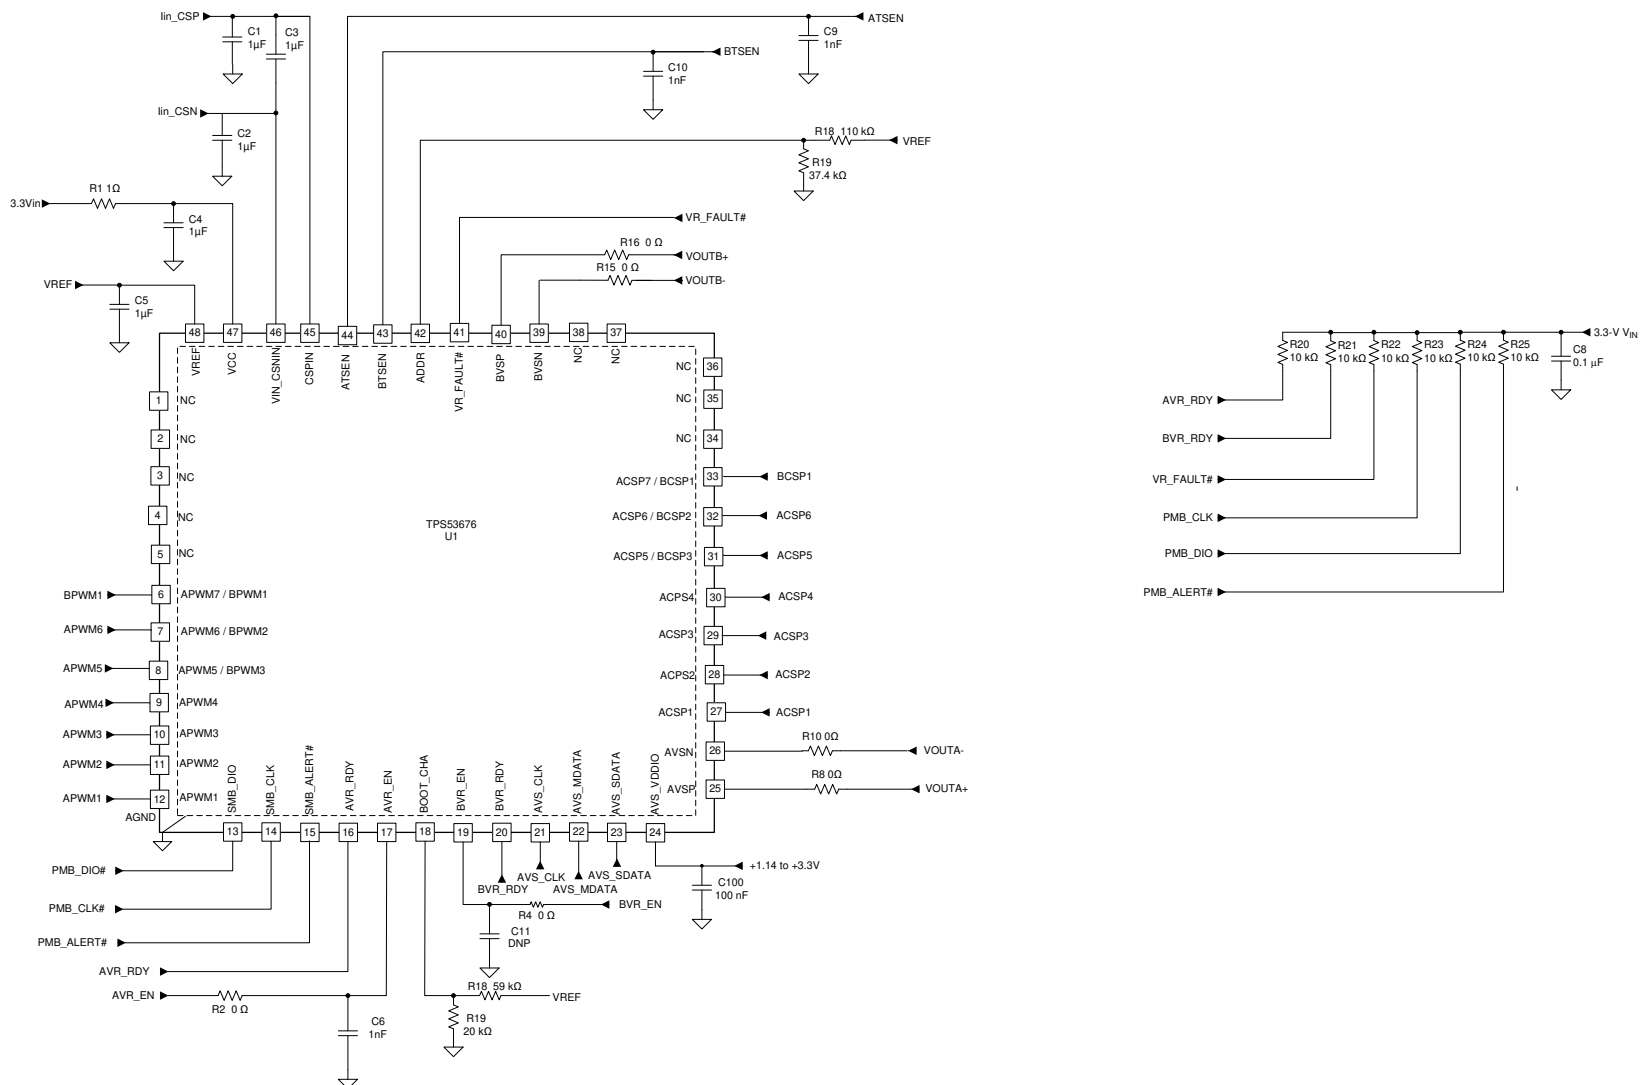 Iin_CSP
C1
1µF
C3
1µF
ATSEN
C9
1nF
BTSEN
C10
1nF
Iin_CSN
C2
1µF
R18 110 kΩ
VREF
R19
37.4 kΩ
R1 1Ω
3.3Vin
C4
1µF
VR_FAULT#
R16 0 Ω
VOUTB+
R15 0 Ω
VOUTB-
VREF
C5
1µF
48
47
46
45
44
43
42
41
40
39
38
37
VREF
VCC
VIN_CSNIN
CSPIN
ATSEN
BTSEN
ADDR
VR_FAULT#
BVSP
BVSN
NC
NC
1
NC
2
NC
3
NC
4
NC
5
NC
BPWM1
6
APWM7 / BPWM1
APWM6
7
APWM6 / BPWM2
APWM5
8
APWM5 / BPWM3
APWM4
9
APWM4
APWM3
10
APWM3
APWM2
11
APWM2
APWM1
12
APWM1
AGND
TPS53676
U1
NC
36
NC
35
NC
34
ACSP7 / BCSP1
33
BCSP1
ACSP6 / BCSP2
32
ACSP6
ACSP5 / BCSP3
31
ACSP5
ACPS4
30
ACSP4
ACSP3
29
ACSP3
ACPS2
28
ACSP2
ACSP1
27
ACSP1
AVSN
26
R10 0Ω
VOUTA-
AVSP
25
R8 0Ω
VOUTA+
SMB_DIO
SMB_CLK
SMB_ALERT#
AVR_RDY
AVR_EN
BOOT_CHA
BVR_EN
BVR_RDY
AVS_CLK
AVS_MDATA
AVS_SDATA
AVS_VDDIO
13
14
15
16
17
18
19
20
21
22
23
24
PMB_DIO#
PMB_CLK#
PMB_ALERT#
AVR_RDY
AVR_EN
R2 0 Ω
C6
1nF
BVR_RDY
AVS_CLK
AVS_MDATA
AVS_SDATA
+1.14 to +3.3V
C100
100 nF
R4 0 Ω
BVR_EN
C11
DNP
R18 59 kΩ
VREF
R19
20 kΩ
3.3-V VIN
R20
10 kΩ
R21
10 kΩ
R22
10 kΩ
R23
10 kΩ
R24
10 kΩ
R25
10 kΩ
C8
0.1 µF
AVR_RDY
BVR_RDY
VR_FAULT#
PMB_CLK
PMB_DIO
PMB_ALERT#